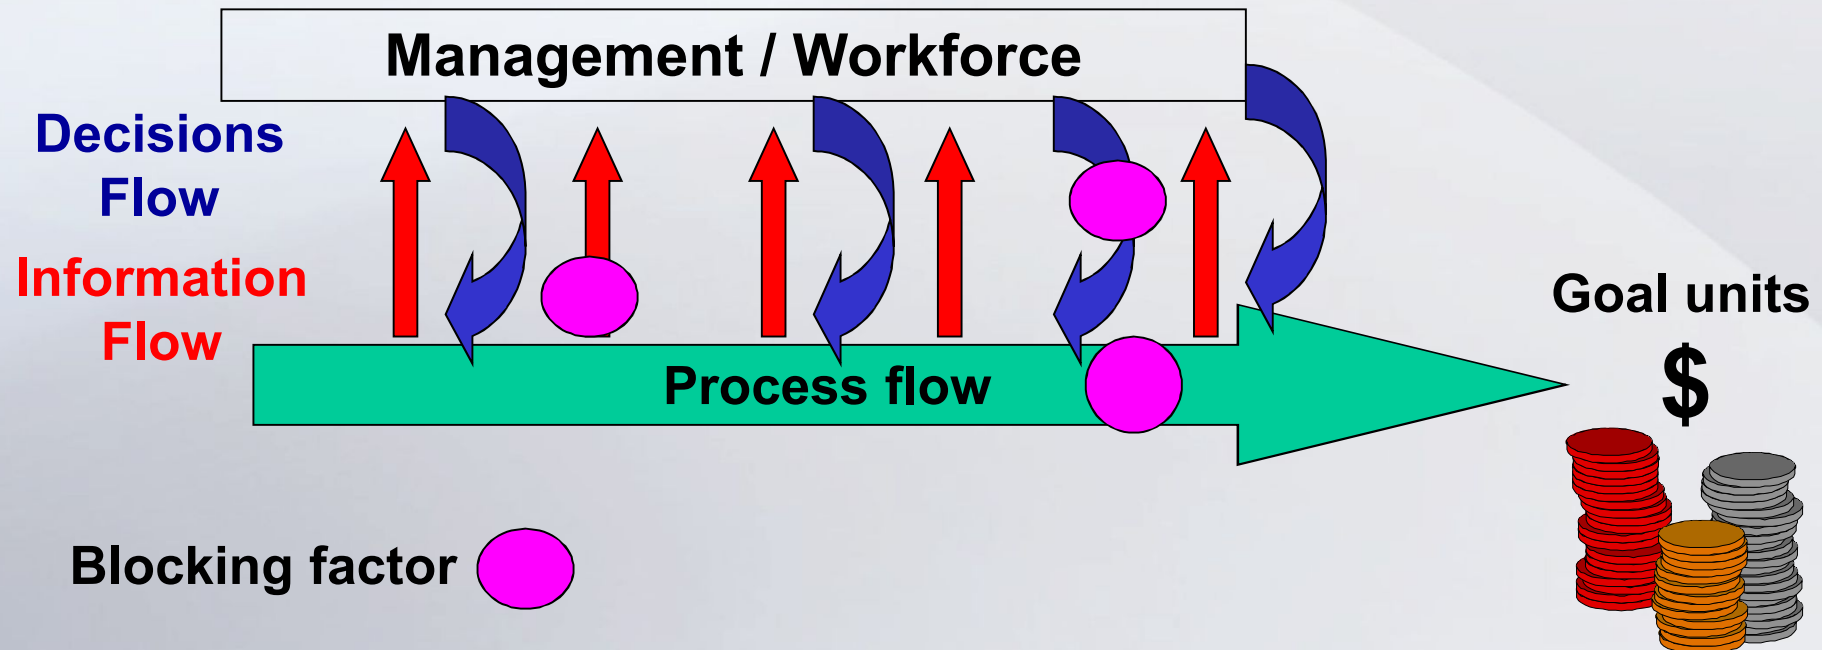 Management / Workforce
Decisions
Flow
Information
Flow
Goal units
$
Process flow
Blocking factor